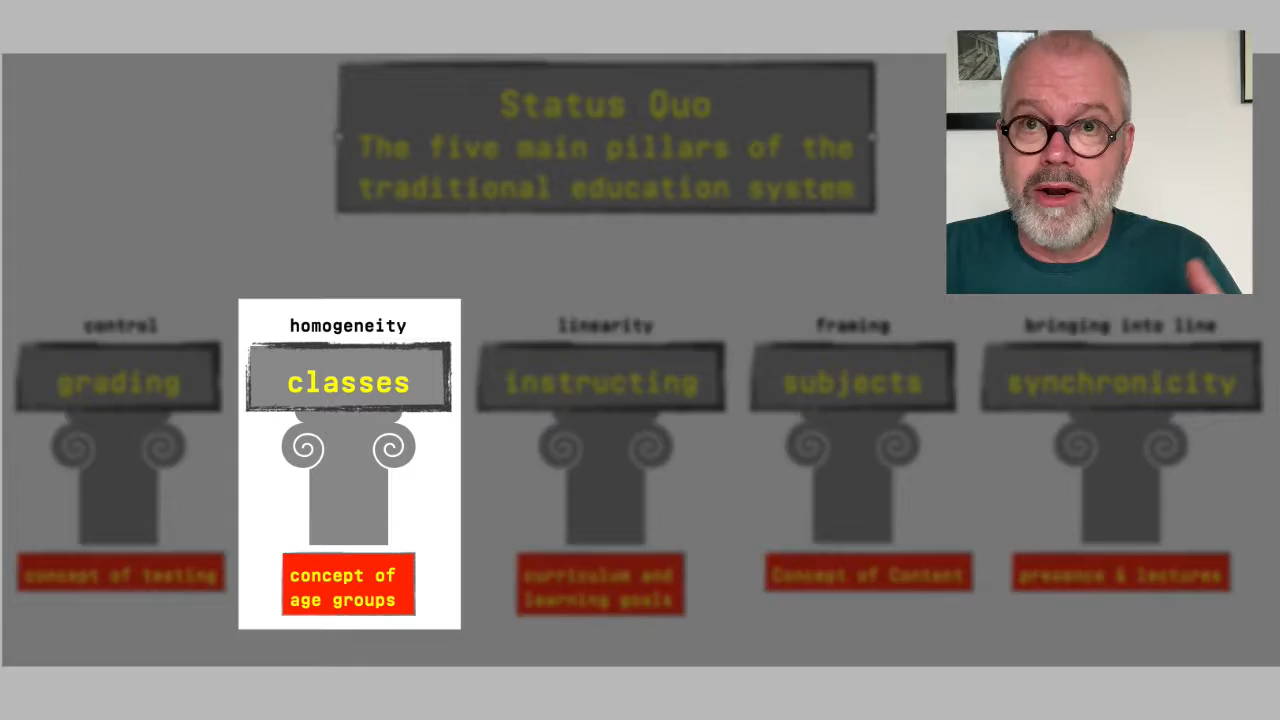 Status Quo
The five main pillars of the
traditional education system
control
grading
concept of testing
homogeneity
classes
concept of
age groups
linearity
instructing
curriculum and
learning goals
framing
subjects
Concept of Content
bringing into line
synchronicity
presence & lectures